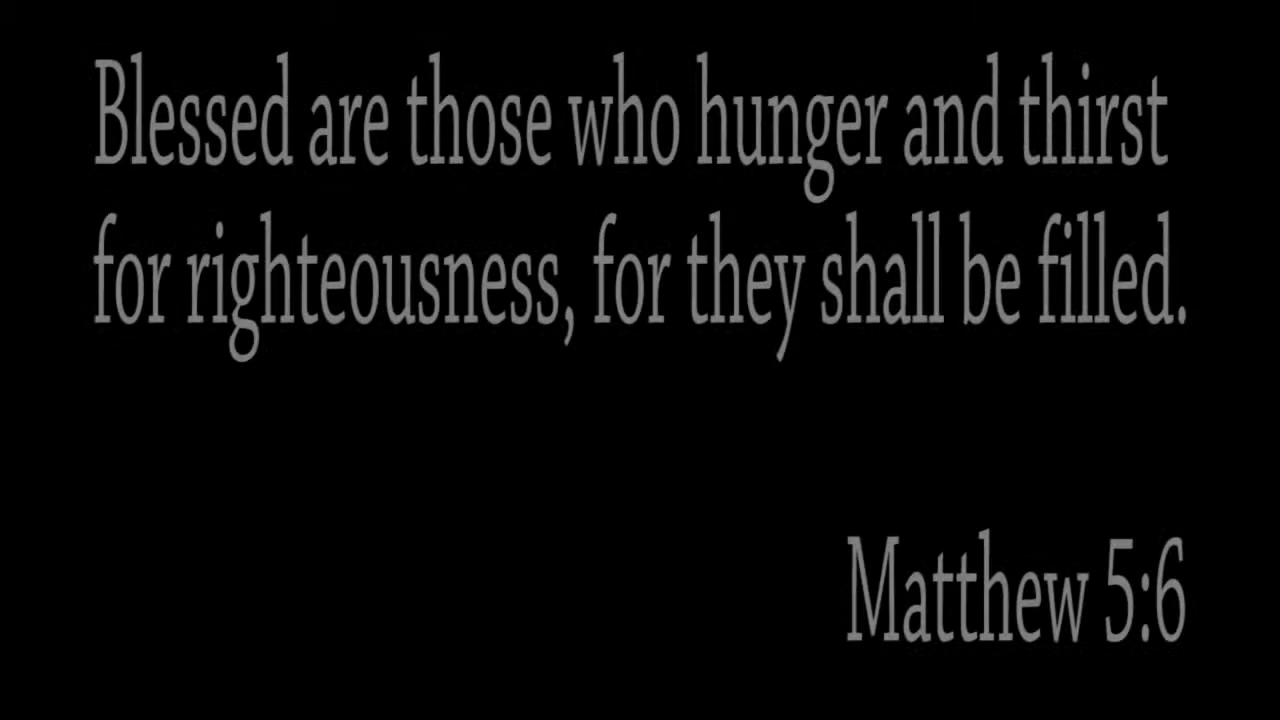 Blessed are those who hunger and thirst
for righteousness, for they shall be filled.
Matthew 5:6